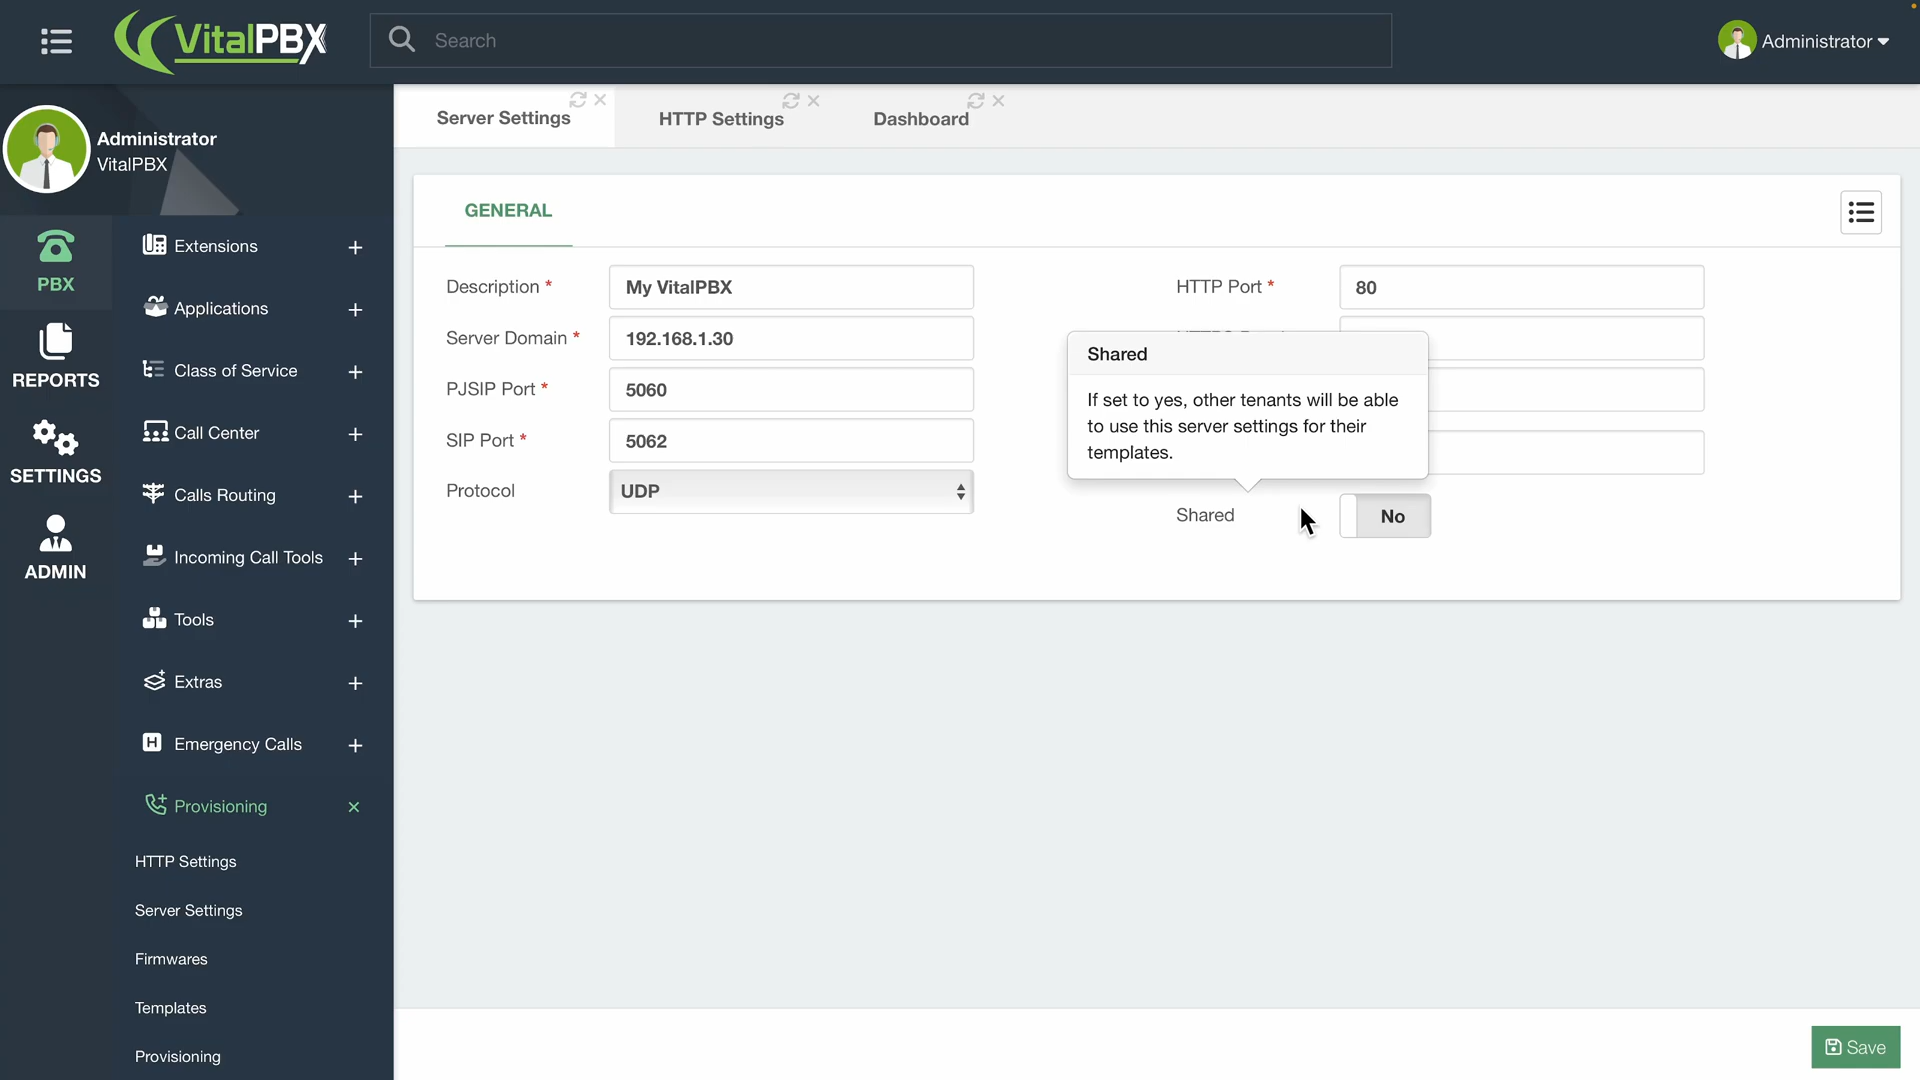 VitalPBX
Search
Administrator
Administrator
VitalPBX
PBX
REPORTS
SETTINGS
ADMIN
Extensions
Applications
Class of Service
Call Center
Calls Routing
Incoming Call Tools
Tools
Extras
Emergency Calls
Provisioning
HTTP Settings
Server Settings
Firmwares
Templates
Provisioning
Server Settings
HTTP Settings
Dashboard
GENERAL
Description *
My VitalPBX
Server Domain *
192.168.1.30
PJSIP Port *
5060
SIP Port *
5062
Protocol
UDP
HTTP Port *
80
Shared
If set to yes, other tenants will be able
to use this server settings for their
templates.
Shared
No
Save